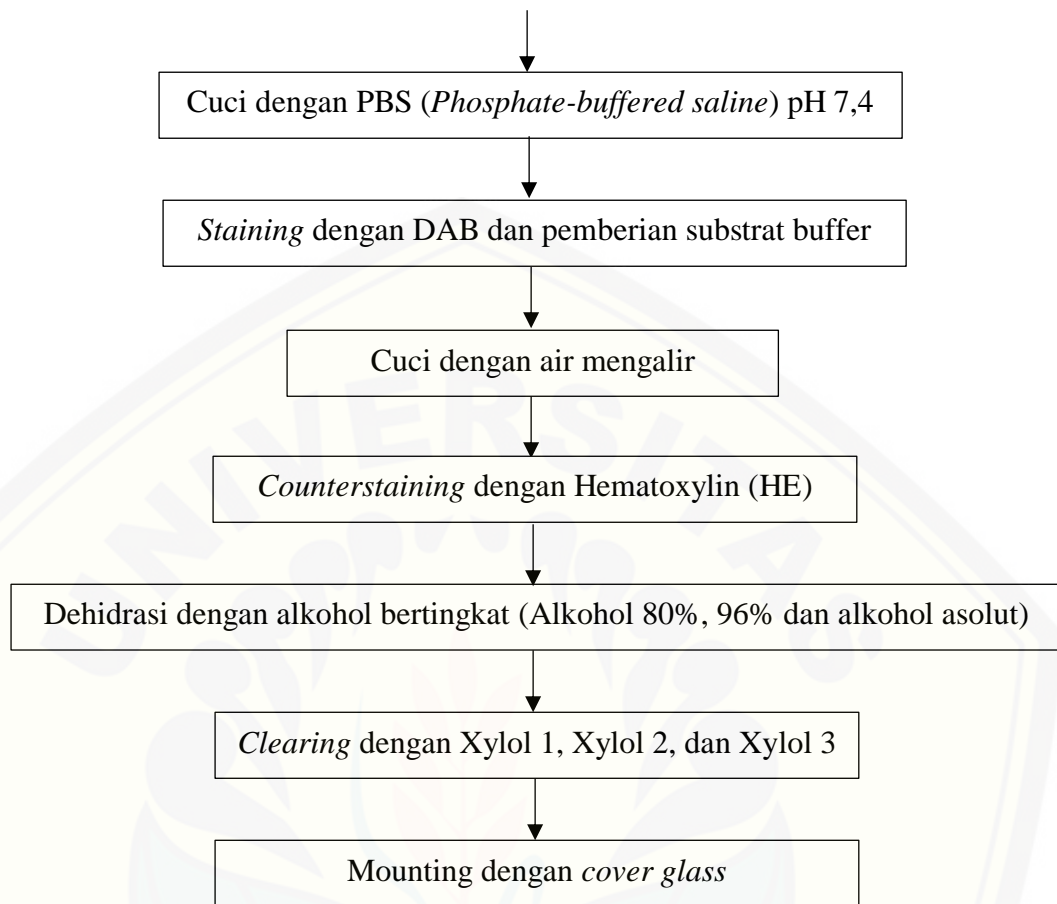 Cuci dengan PBS (Phosphate-buffered saline) pH 7,4
Staining dengan DAB dan pemberian substrat buffer
Cuci dengan air mengalir
Counterstaining dengan Hematoxylin (HE)
Dehidrasi dengan alkohol bertingkat (Alkohol 80%, 96% dan alkohol asolut)
Clearing dengan Xylol 1, Xylol 2, dan Xylol 3
Mounting dengan cover glass
UNIVERSITAS